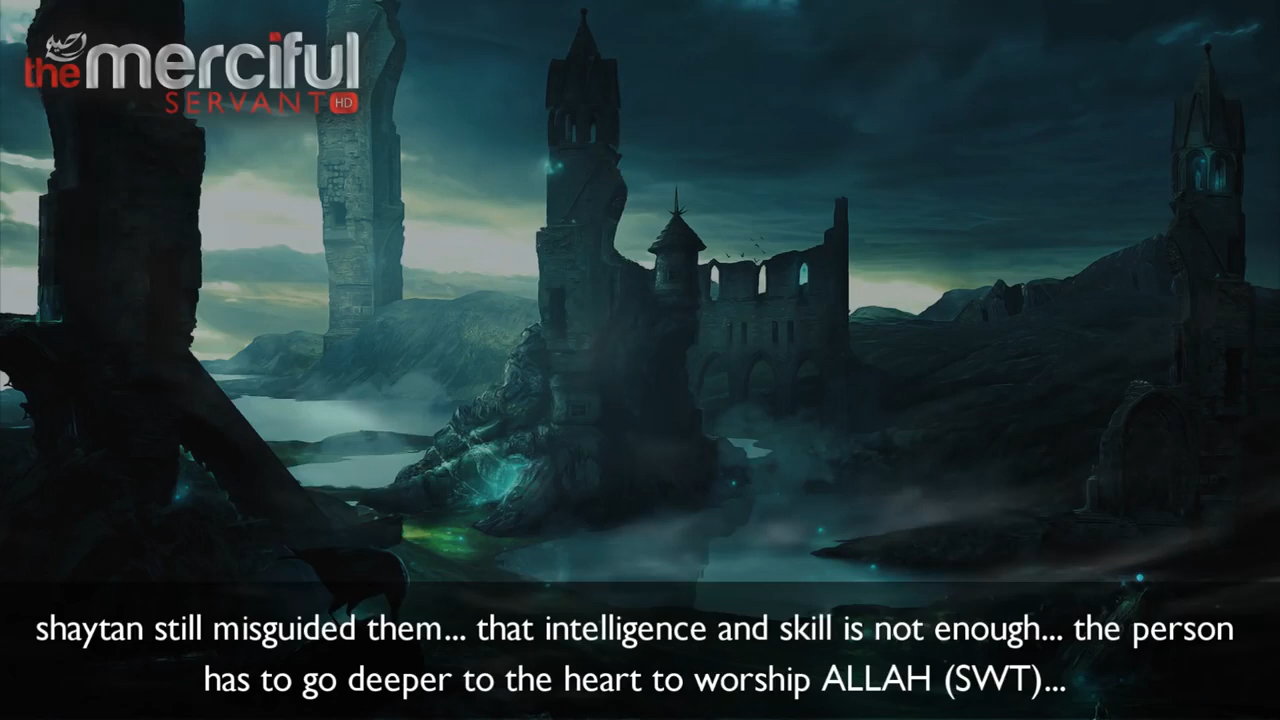 the merciful
SERVANT HD
shaytan still misguided them... that intelligence and skill is not enough... the person
has to go deeper to the heart to worship ALLAH (SWT)...